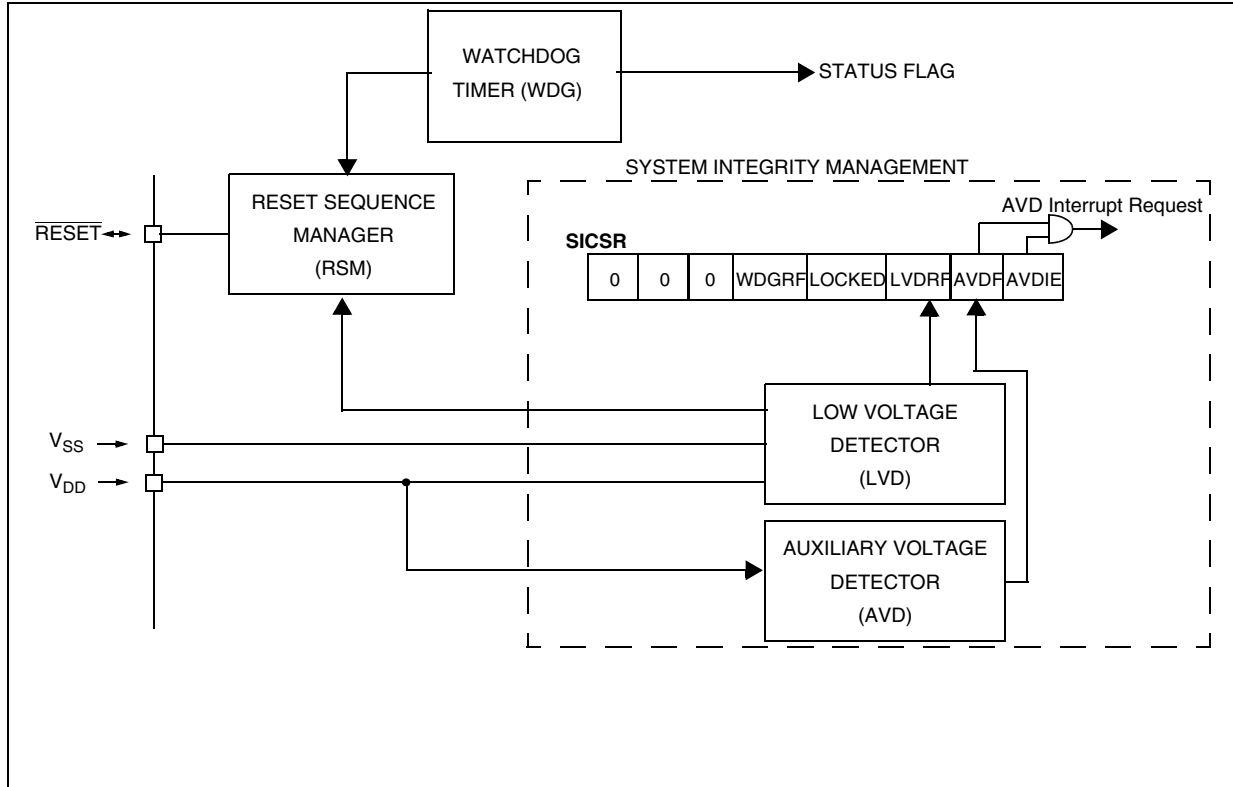 WATCHDOG
TIMER (WDG)
STATUS FLAG
SYSTEM INTEGRITY MANAGEMENT
RESET SEQUENCE
MANAGER
(RSM)
AVD Interrupt Request
RESET
SICSR
0 0 0 WDGRF LOCKED LVDRF AVDF AVDIE
LOW VOLTAGE
DETECTOR
(LVD)
VSS
VDD
AUXILIARY VOLTAGE
DETECTOR
(AVD)